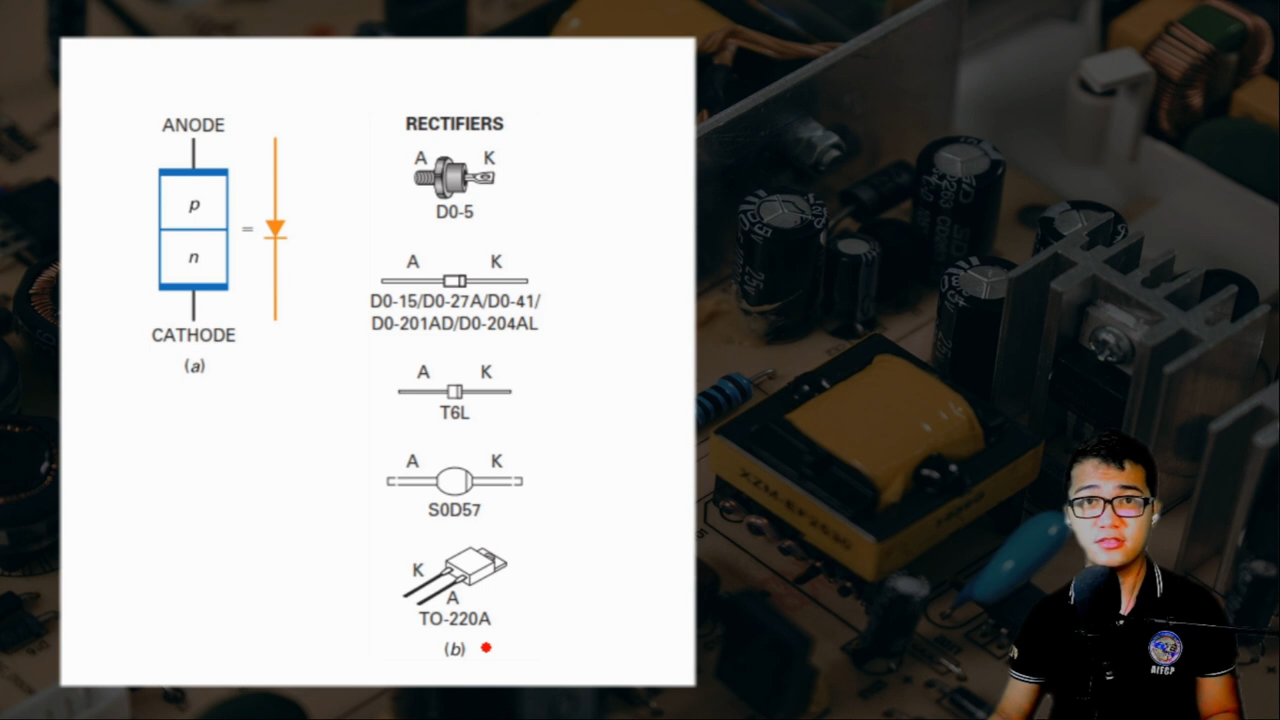 ANODE
p
n
=
CATHODE
(a)
RECTIFIERS
A K
D0-5
A K
D0-15/D0-27A/D0-41/
D0-201AD/D0-204AL
A K
T6L
A K
S0D57
K
A
TO-220A
(b)
AIECP